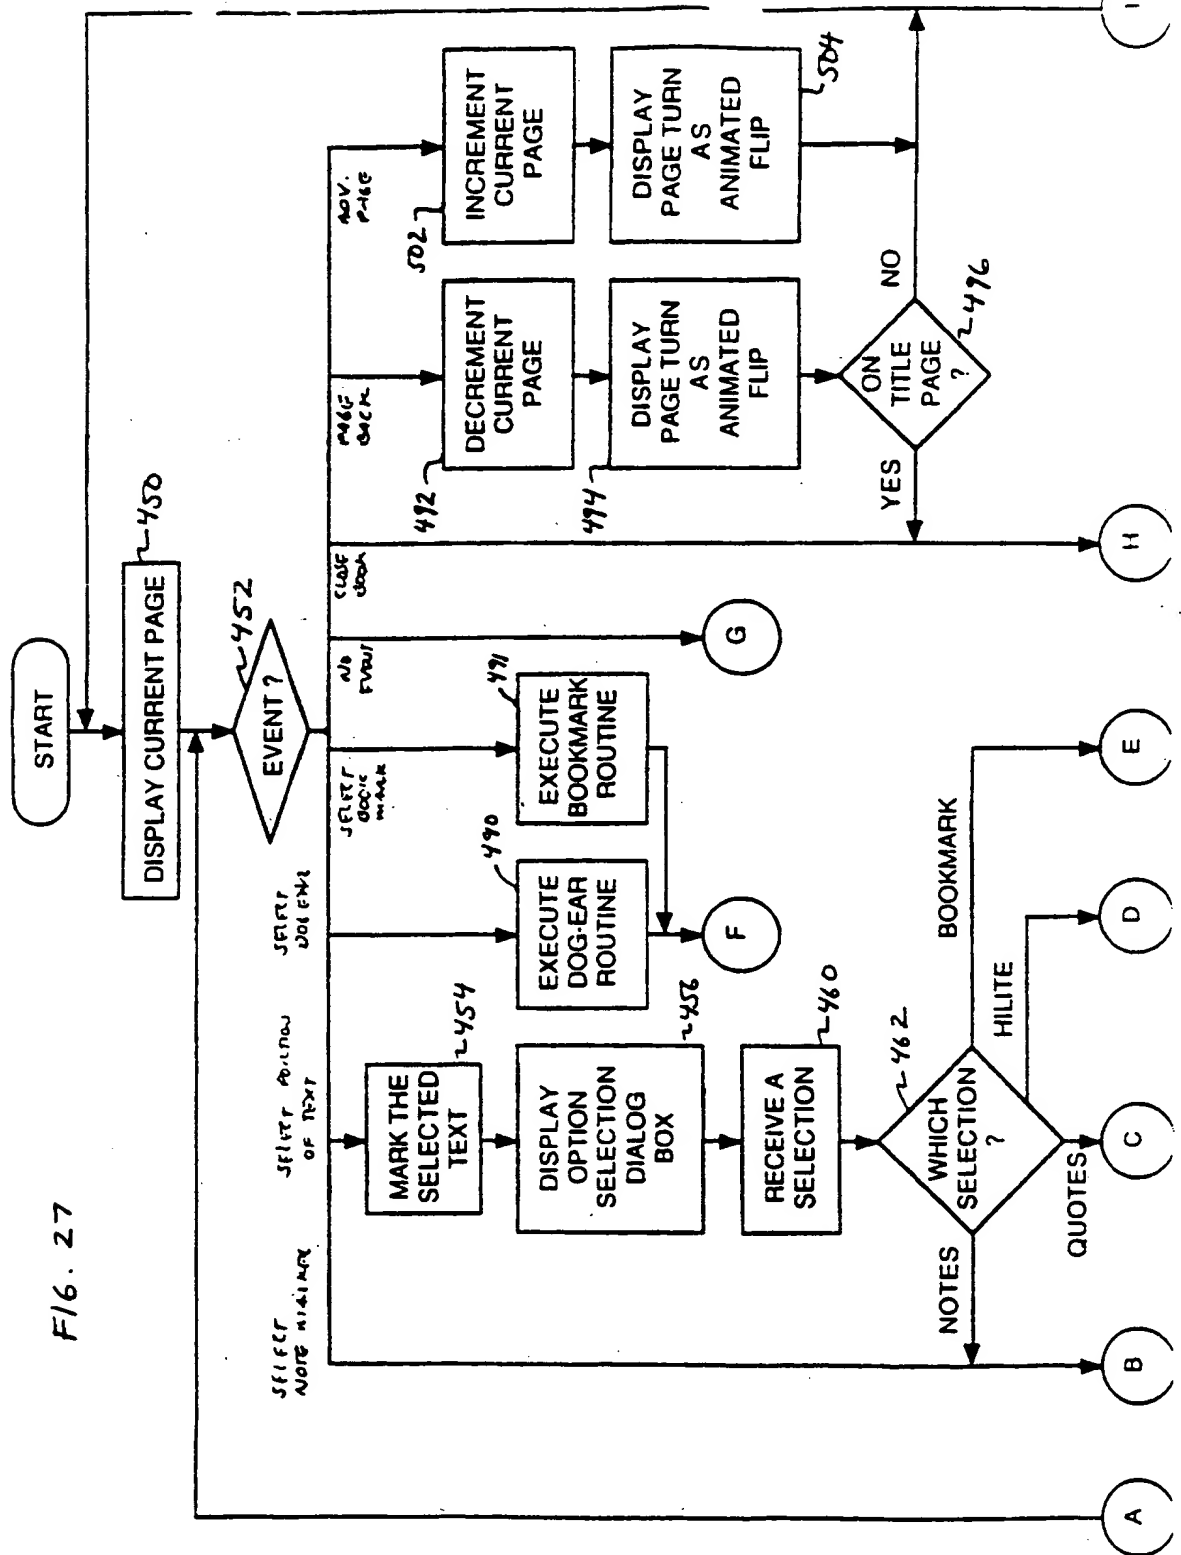 FIG. 27
START
DISPLAY CURRENT PAGE
450
EVENT?
452
SELECT
NOTE MARKER
SELECT PORTION
OF TEXT
SELECT
DOG EAR
SELECT
BOOK
MARK
NO
EVENT
CLOSE
BOOK
PAGE
BACK
ADV.
PAGE
MARK THE
SELECTED
TEXT
454
DISPLAY
OPTION
SELECTION
DIALOG
BOX
456
RECEIVE A
SELECTION
460
WHICH
SELECTION
?
462
NOTES
QUOTES
HILITE
BOOKMARK
490
EXECUTE
DOG-EAR
ROUTINE
491
EXECUTE
BOOKMARK
ROUTINE
F
G
492
DECREMENT
CURRENT
PAGE
494
DISPLAY
PAGE TURN
AS
ANIMATED
FLIP
ON
TITLE
PAGE
?
496
YES
NO
502
INCREMENT
CURRENT
PAGE
DISPLAY
PAGE TURN
AS
ANIMATED
FLIP
504
A
B
C
D
E
H
I